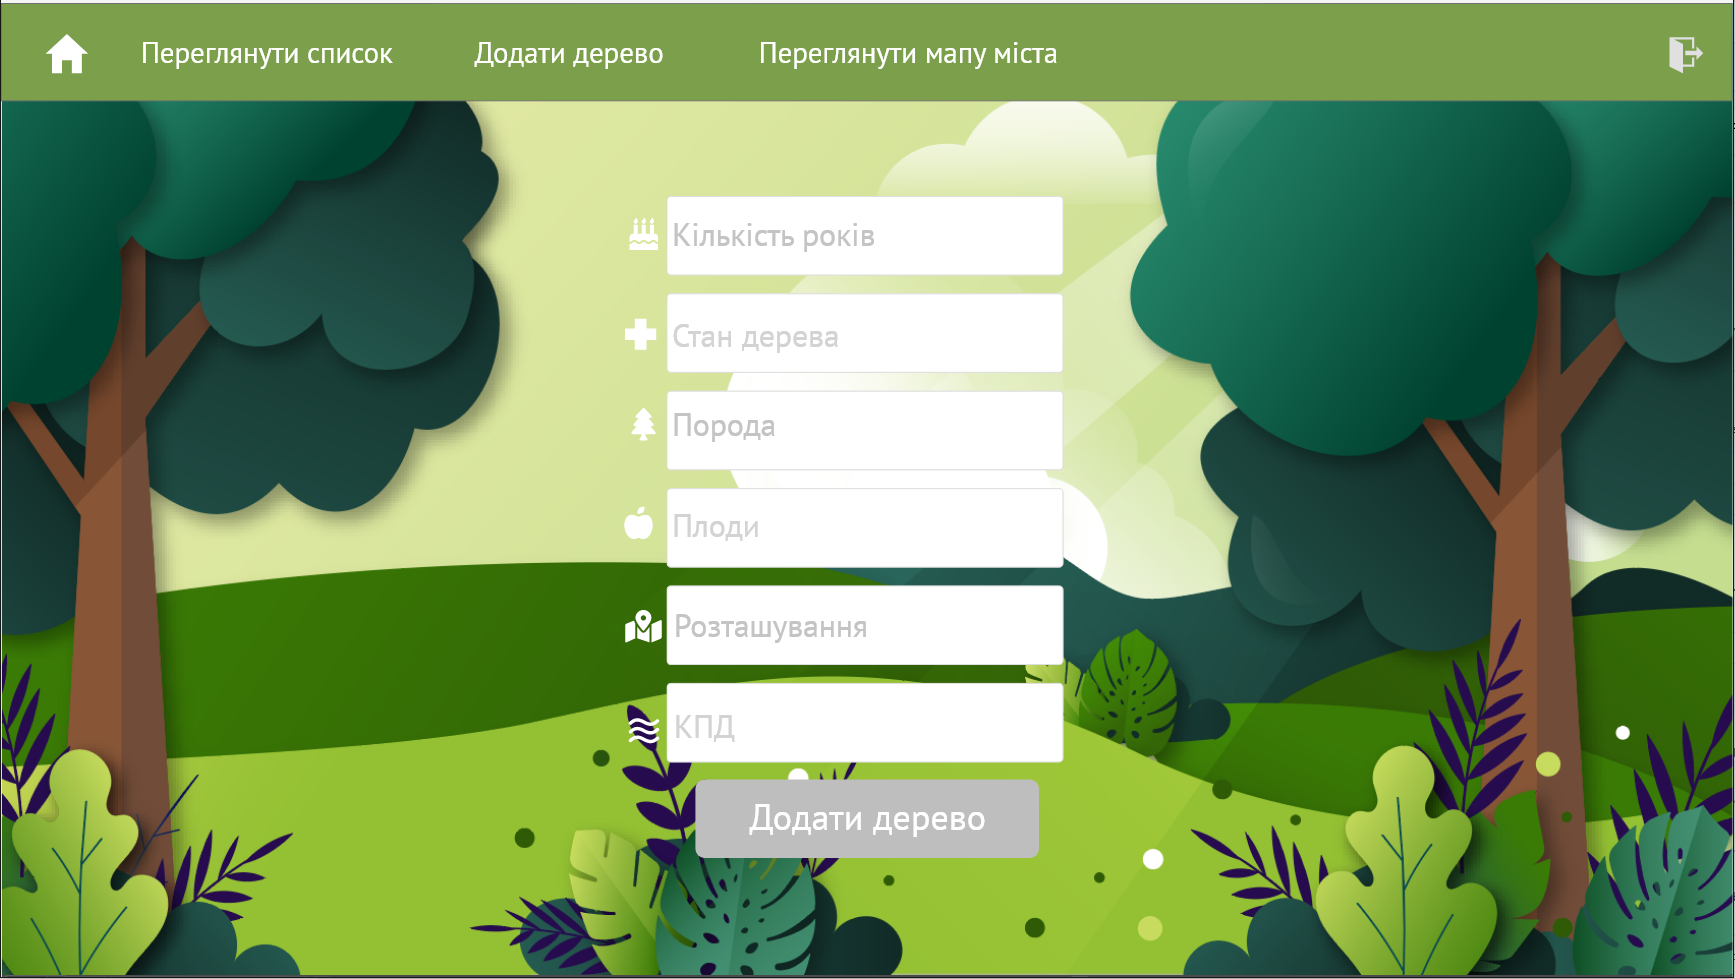 Переглянути список
Додати дерево
Переглянути мапу міста
Кількість років
Стан дерева
Порода
Плоди
Розташування
КПД
Додати дерево